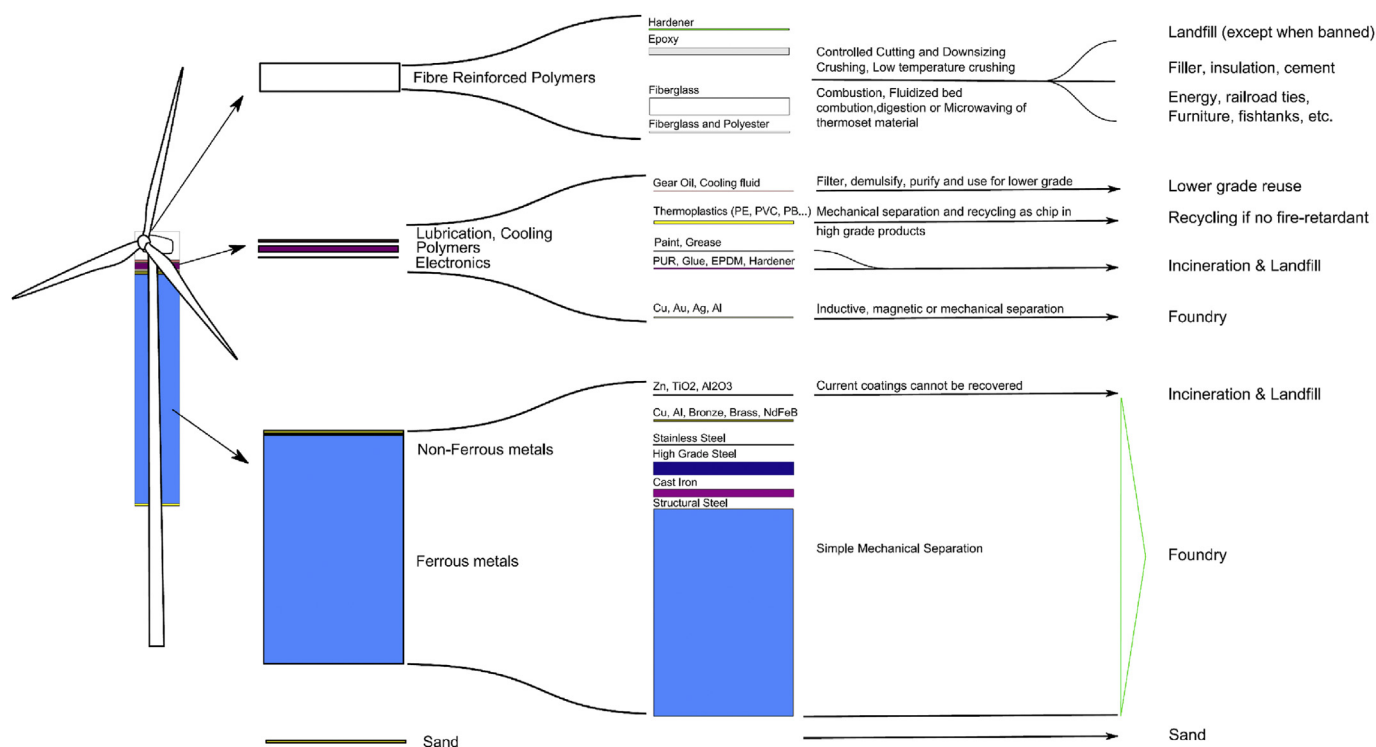 Fibre Reinforced Polymers
Hardener
Epoxy
Fiberglass
Fiberglass and Polyester
Controlled Cutting and Downsizing
Crushing, Low temperature crushing
Combustion, Fluidized bed
combution,digestion or Microwaving of
thermoset material
Landfill (except when banned)
Filler, insulation, cement
Energy, railroad ties,
Furniture, fishtanks, etc.
Lubrication, Cooling
Polymers
Electronics
Gear Oil, Cooling fluid
Filter, demulsify, purify and use for lower grade
Lower grade reuse
Thermoplastics (PE, PVC, PB...)
Mechanical separation and recycling as chip in
high grade products
Recycling if no fire-retardant
Paint, Grease
PUR, Glue, EPDM, Hardener
Incineration & Landfill
Cu, Au, Ag, Al
Inductive, magnetic or mechanical separation
Foundry
Non-Ferrous metals
Ferrous metals
Zn, TiO2, Al2O3
Current coatings cannot be recovered
Incineration & Landfill
Cu, Al, Bronze, Brass, NdFeB
Stainless Steel
High Grade Steel
Cast Iron
Structural Steel
Simple Mechanical Separation
Foundry
Sand
Sand